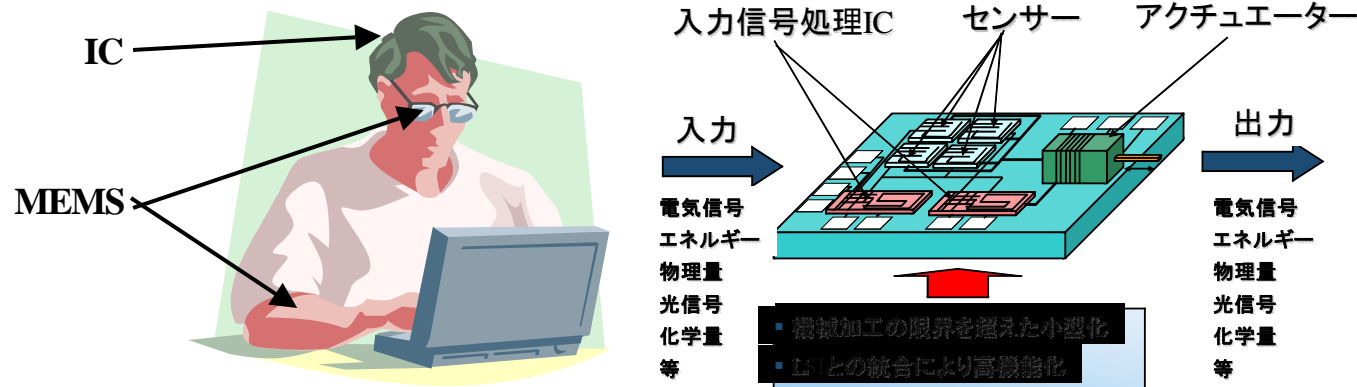 IC
MEMS
入力信号処理IC
センサー
アクチュエーター
入力
出力
電気信号
エネルギー
物理量
光信号
化学量
等
電気信号
エネルギー
物理量
光信号
化学量
等
▪ 機械加工の限界を超えた小型化
▪ LSIとの統合により高機能化